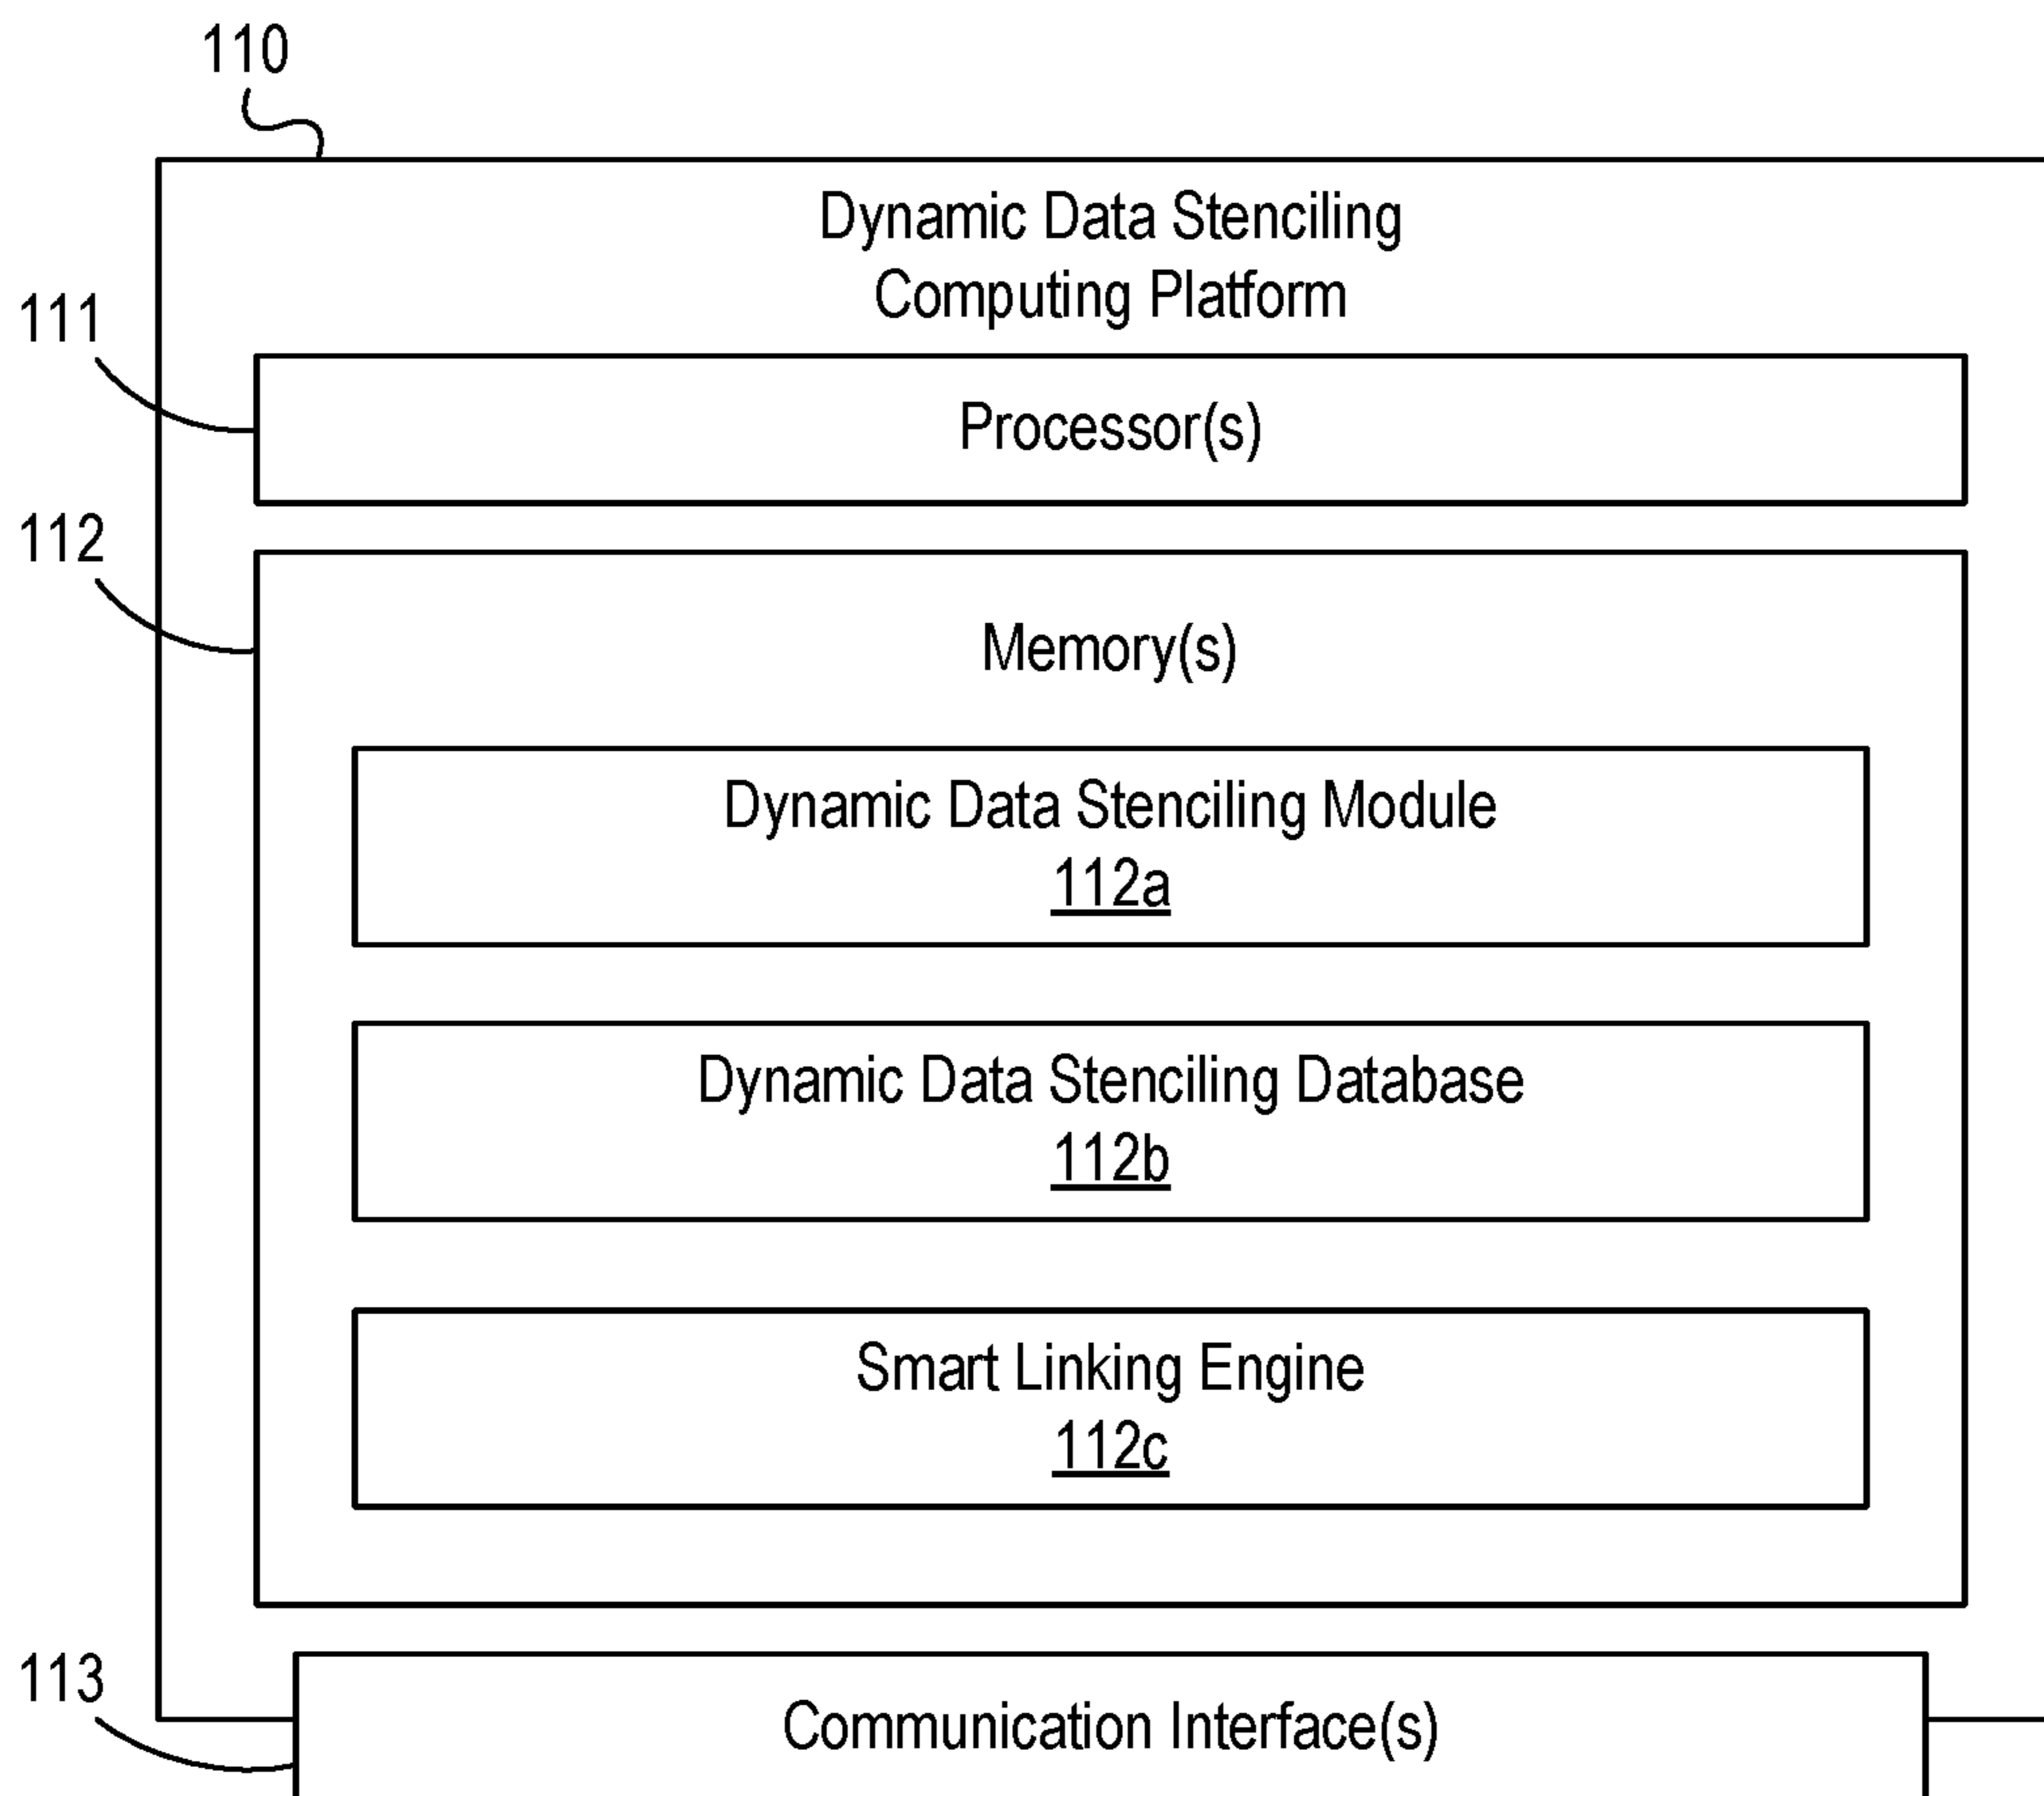 110
Dynamic Data Stenciling
Computing Platform
111
Processor(s)
112
Memory(s)
Dynamic Data Stenciling Module
112a
Dynamic Data Stenciling Database
112b
Smart Linking Engine
112c
113
Communication Interface(s)